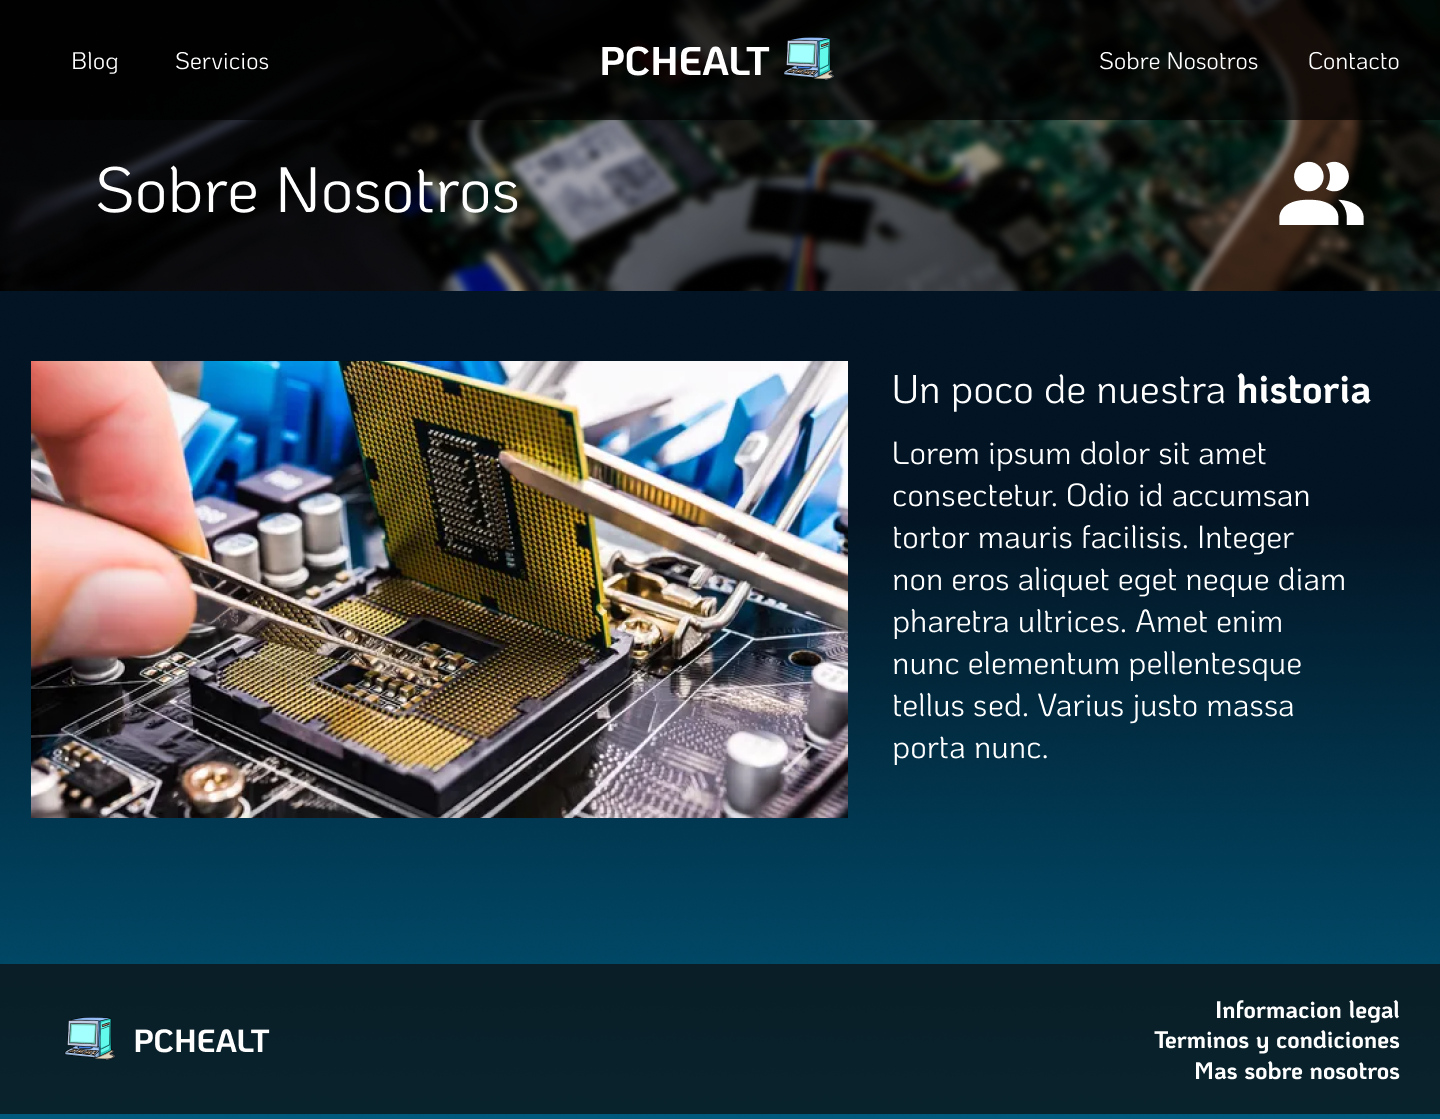 Blog
Servicios
PCHEALT
Sobre Nosotros
Contacto
Sobre Nosotros
Un poco de nuestra historia
Lorem ipsum dolor sit amet
consectetur. Odio id accumsan
tortor mauris facilisis. Integer
non eros aliquet eget neque diam
pharetra ultrices. Amet enim
nunc elementum pellentesque
tellus sed. Varius justo massa
porta nunc.
PCHEALT
Informacion legal
Terminos y condiciones
Mas sobre nosotros